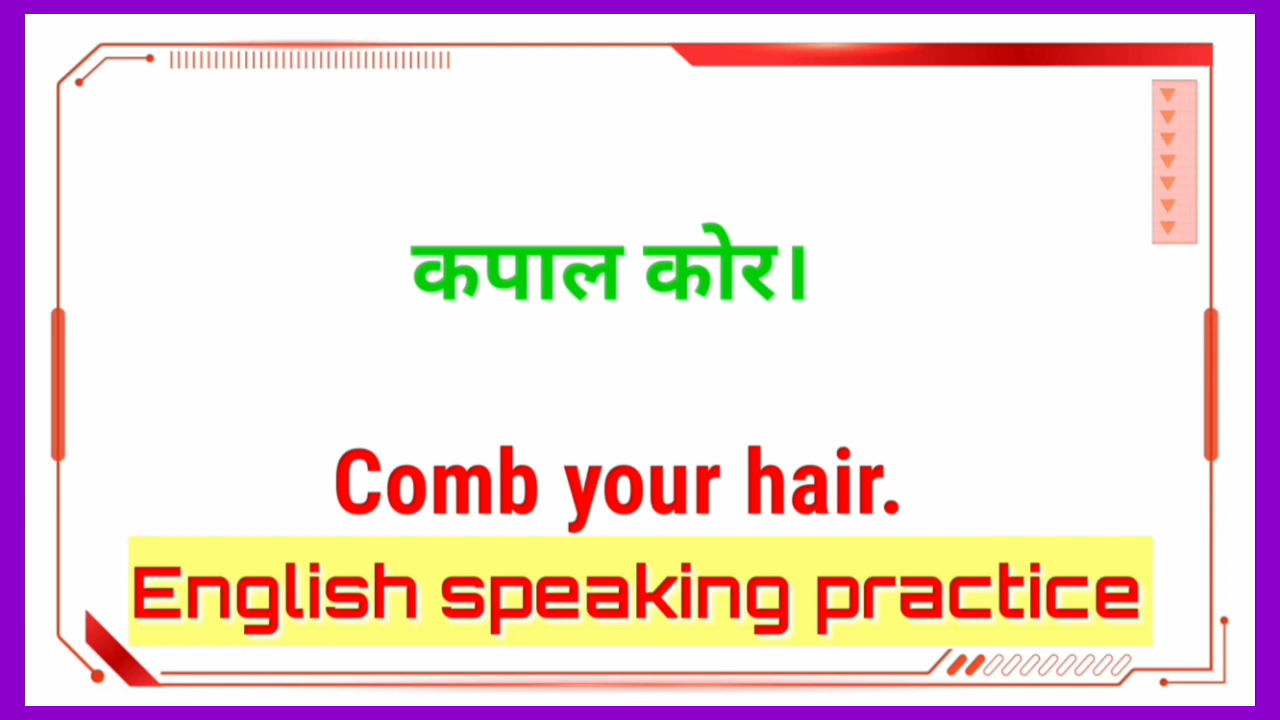 कपाल कोर।
Comb your hair.
English speaking practice